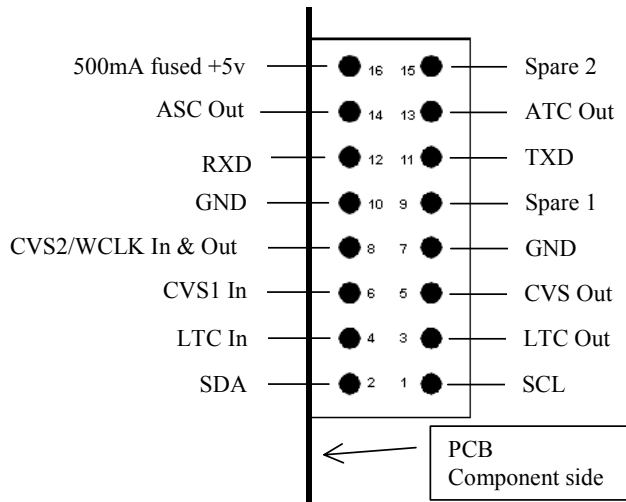 500mA fused +5v 16 15 Spare 2
ASC Out 14 13 ATC Out
RXD 12 11 TXD
GND 10 9 Spare 1
CVS2/WCLK In & Out 8 7 GND
CVS1 In 6 5 CVS Out
LTC In 4 3 LTC Out
SDA 2 1 SCL
PCB
Component side